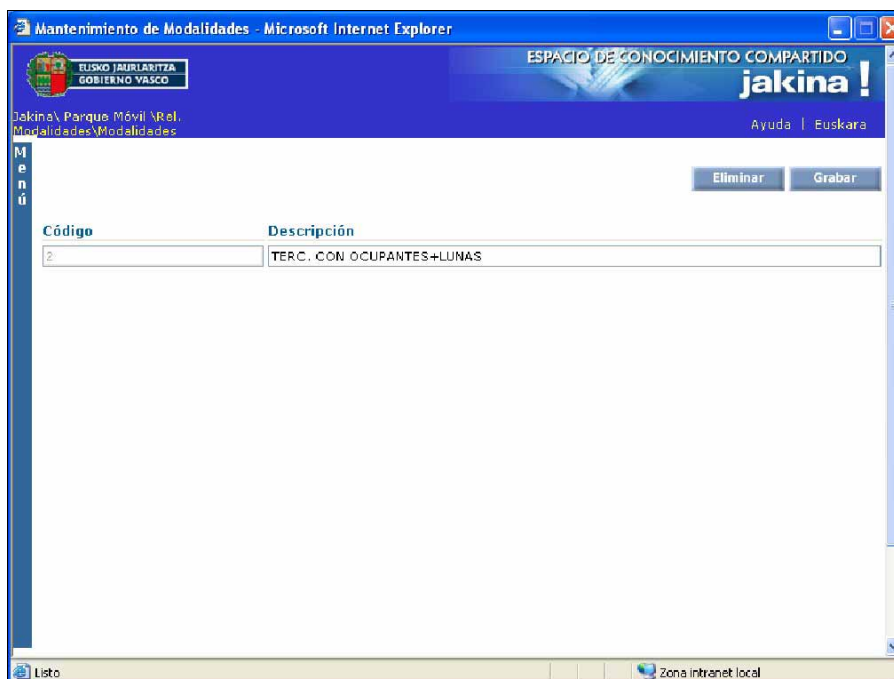 Mantenimiento de Modalidades - Microsoft Internet Explorer
EUSKO JAURLARITZA
GOBIERNO VASCO
ESPACIO DE CONOCIMIENTO COMPARTIDO
jakina!
Jakina\ Parque Móvil \Rel.
Modalidades\Modalidades
Ayuda | Euskara
Menú
Eliminar Grabar
Código Descripción
2 TERC. CON OCUPANTES+LUNAS
Listo Zona intranet local